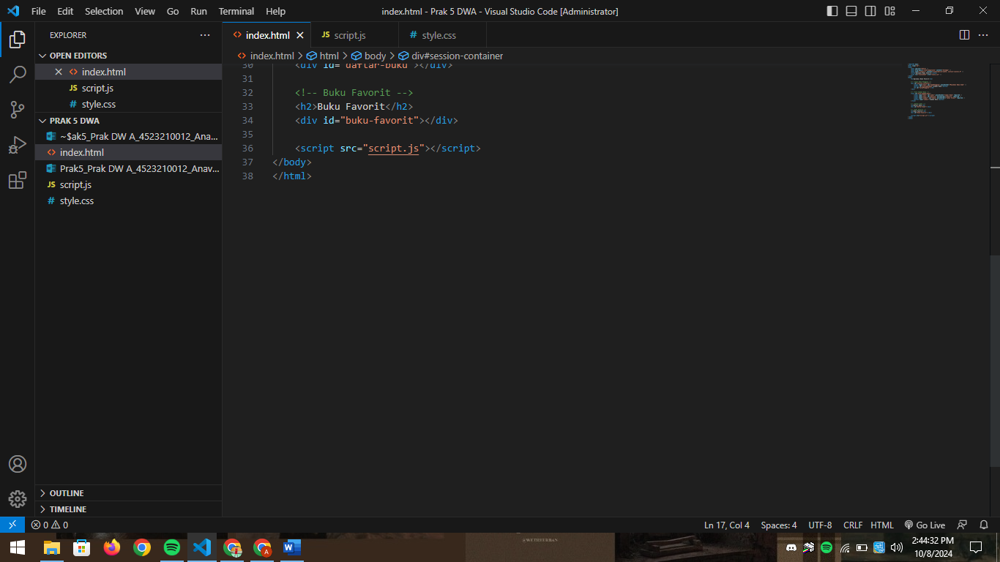 File Edit Selection View Go Run Terminal Help index.html - Prak 5 DWA - Visual Studio Code [Administrator]
EXPLORER
OPEN EDITORS
index.html
script.js
style.css
PRAK 5 DWA
~$ak5_Prak DW A_4523210012_Ana...
index.html
Prak5_Prak DW A_4523210012_Anav...
JS script.js
# style.css
OUTLINE
TIMELINE
index.html JS script.js # style.css
index.html > html > body > div#session-container
30 <div id="daftar-buku"></div>
31
32 <!-- Buku Favorit -->
33 <h2>Buku Favorit</h2>
34 <div id="buku-favorit"></div>
35
36 <script src="script.js"></script>
37 </body>
38 </html>
0 0 Ln 17, Col 4 Spaces: 4 UTF-8 CRLF HTML Go Live
@WEDITURBAN
2:44:32 PM
10/8/2024